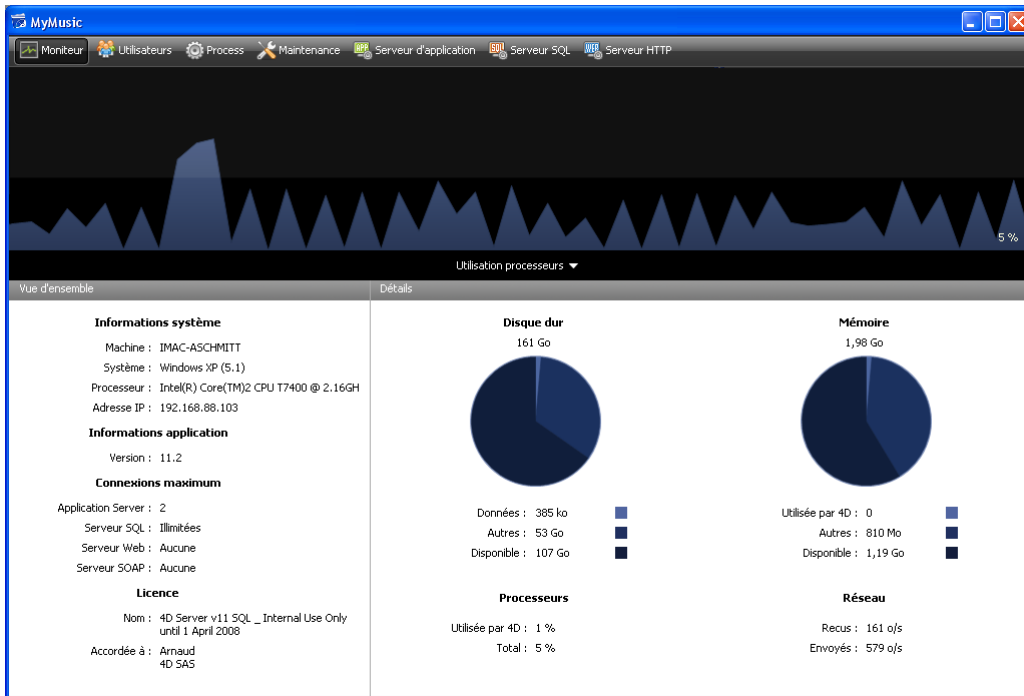 MyMusic
Moniteur Utilisateurs Process Maintenance Serveur d'application Serveur SQL Serveur HTTP
5 %
Utilisation processeurs
Vue d'ensemble
Détails
Informations système
Machine : IMAC-ASCHMITT
Système : Windows XP (5.1)
Processeur : Intel(R) Core(TM)2 CPU T7400 @ 2.16GH
Adresse IP : 192.168.88.103
Informations application
Version : 11.2
Connexions maximum
Application Server : 2
Serveur SQL : Illimitées
Serveur Web : Aucune
Serveur SOAP : Aucune
Licence
Nom : 4D Server v11 SQL _ Internal Use Only
until 1 April 2008
Accordée à : Arnaud
4D SAS
Disque dur
161 Go
Données : 385 ko
Autres : 53 Go
Disponible : 107 Go
Processeurs
Utilisée par 4D : 1 %
Total : 5 %
Mémoire
1,98 Go
Utilisée par 4D : 0
Autres : 810 Mo
Disponible : 1,19 Go
Réseau
Recus : 161 o/s
Envoyés : 579 o/s